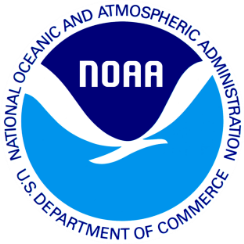 NATIONAL OCEANIC AND ATMOSPHERIC ADMINISTRATION
NOAA
U.S. DEPARTMENT OF COMMERCE